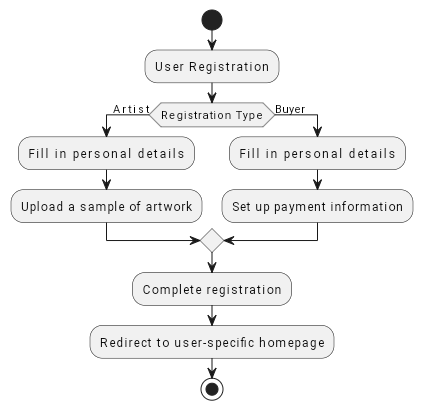 User Registration
Artist
Registration Type
Buyer
Fill in personal details
Fill in personal details
Upload a sample of artwork
Set up payment information
Complete registration
Redirect to user-specific homepage